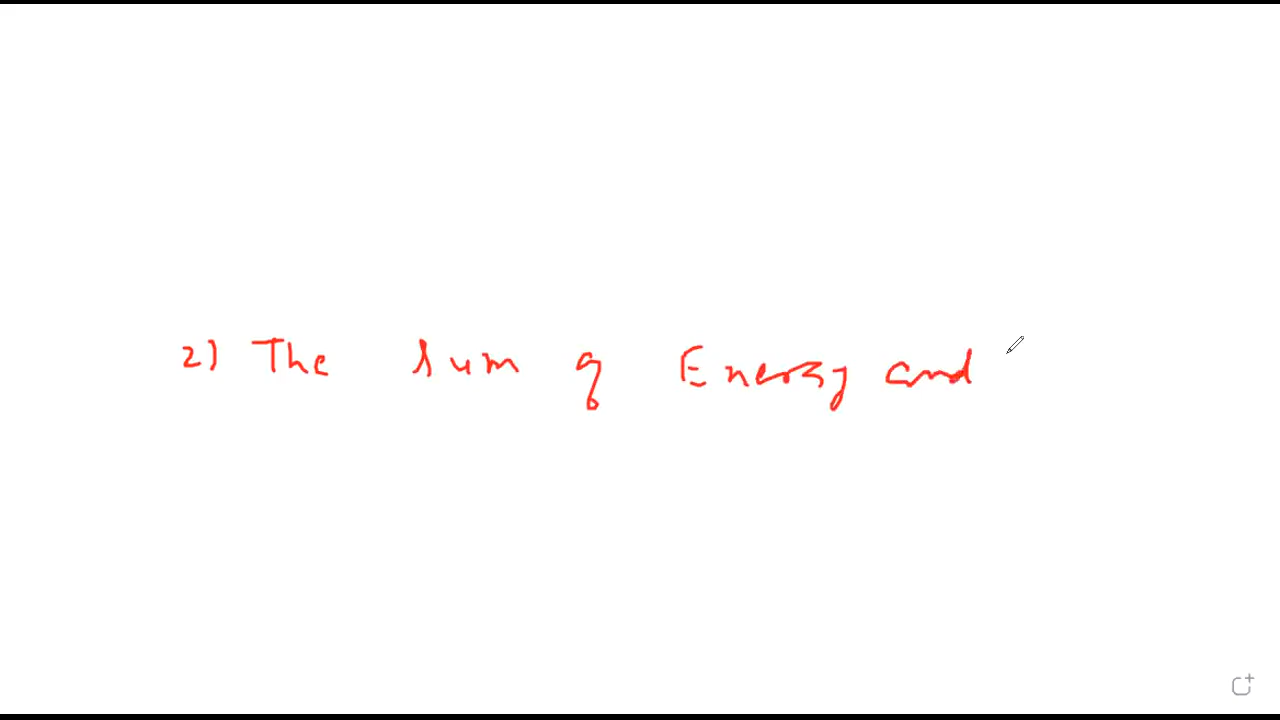 2) The sum of Energy and